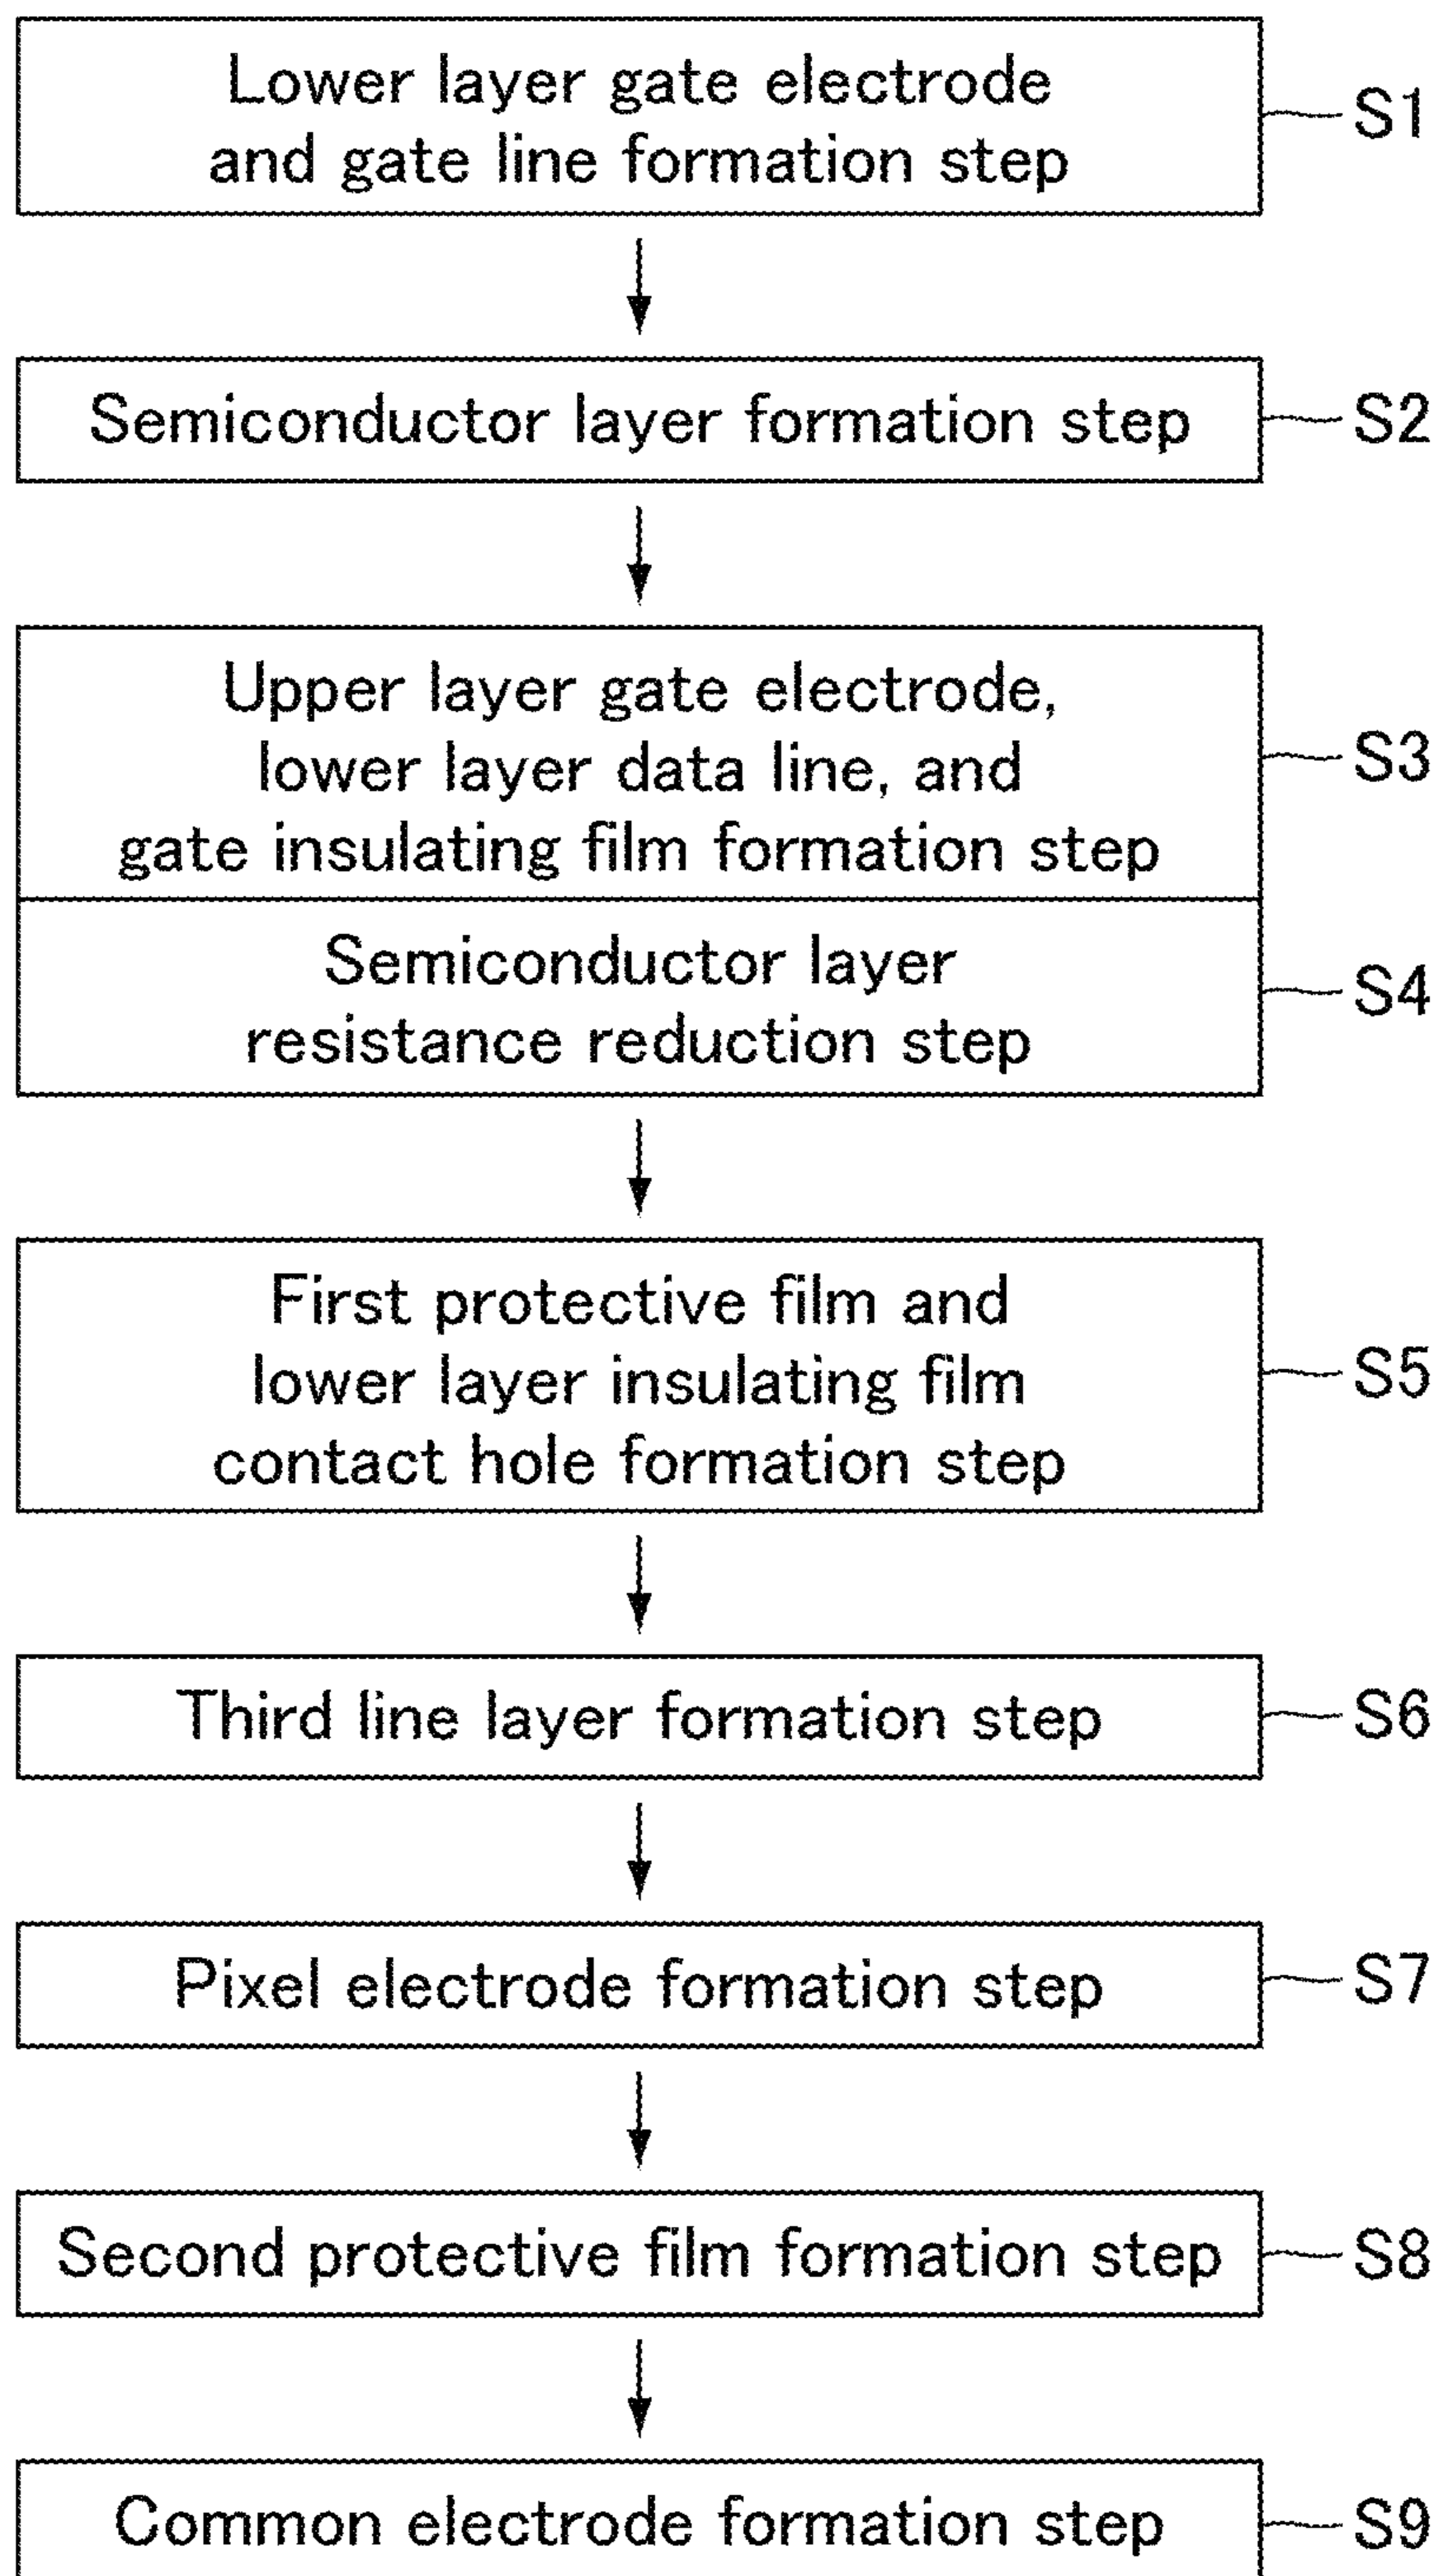 Lower layer gate electrode
and gate line formation step
S1
Semiconductor layer formation step
S2
Upper layer gate electrode,
lower layer data line, and
gate insulating film formation step
S3
Semiconductor layer
resistance reduction step
S4
First protective film and
lower layer insulating film
contact hole formation step
S5
Third line layer formation step
S6
Pixel electrode formation step
S7
Second protective film formation step
S8
Common electrode formation step
S9